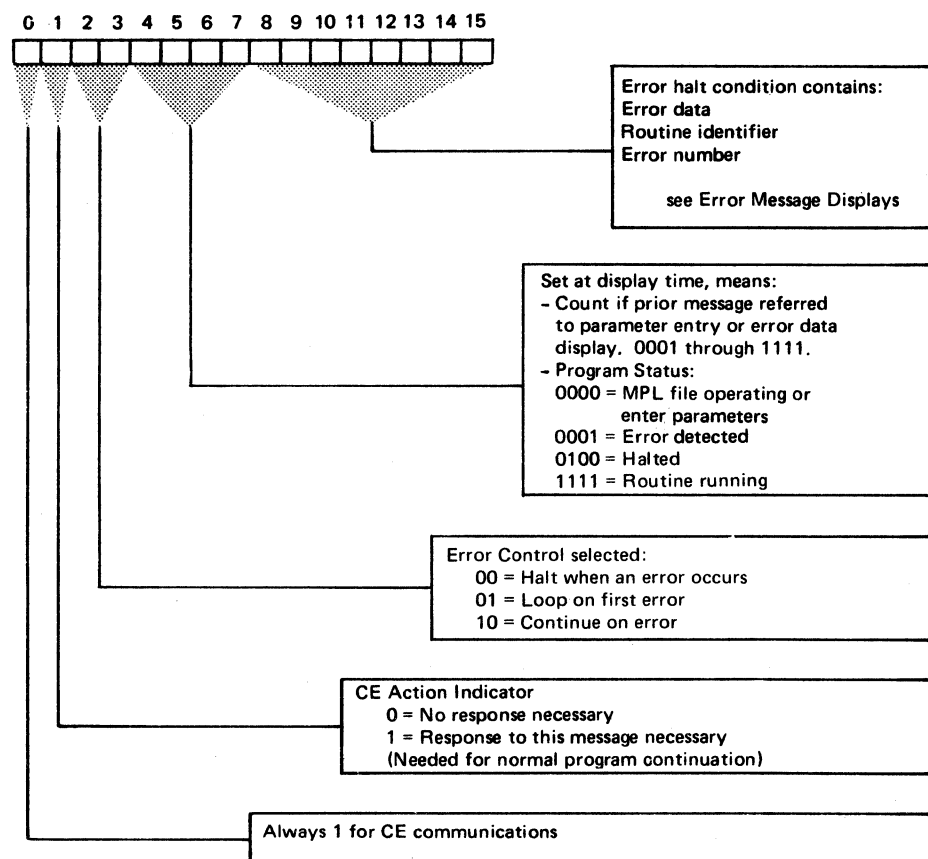 0 1 2 3 4 5 6 7 8 9 10 11 12 13 14 15
Error halt condition contains:
Error data
Routine identifier
Error number
see Error Message Displays
Set at display time, means:
– Count if prior message referred
to parameter entry or error data
display. 0001 through 1111.
– Program Status:
0000 = MPL file operating or
enter parameters
0001 = Error detected
0100 = Halted
1111 = Routine running
Error Control selected:
00 = Halt when an error occurs
01 = Loop on first error
10 = Continue on error
CE Action Indicator
0 = No response necessary
1 = Response to this message necessary
(Needed for normal program continuation)
Always 1 for CE communications